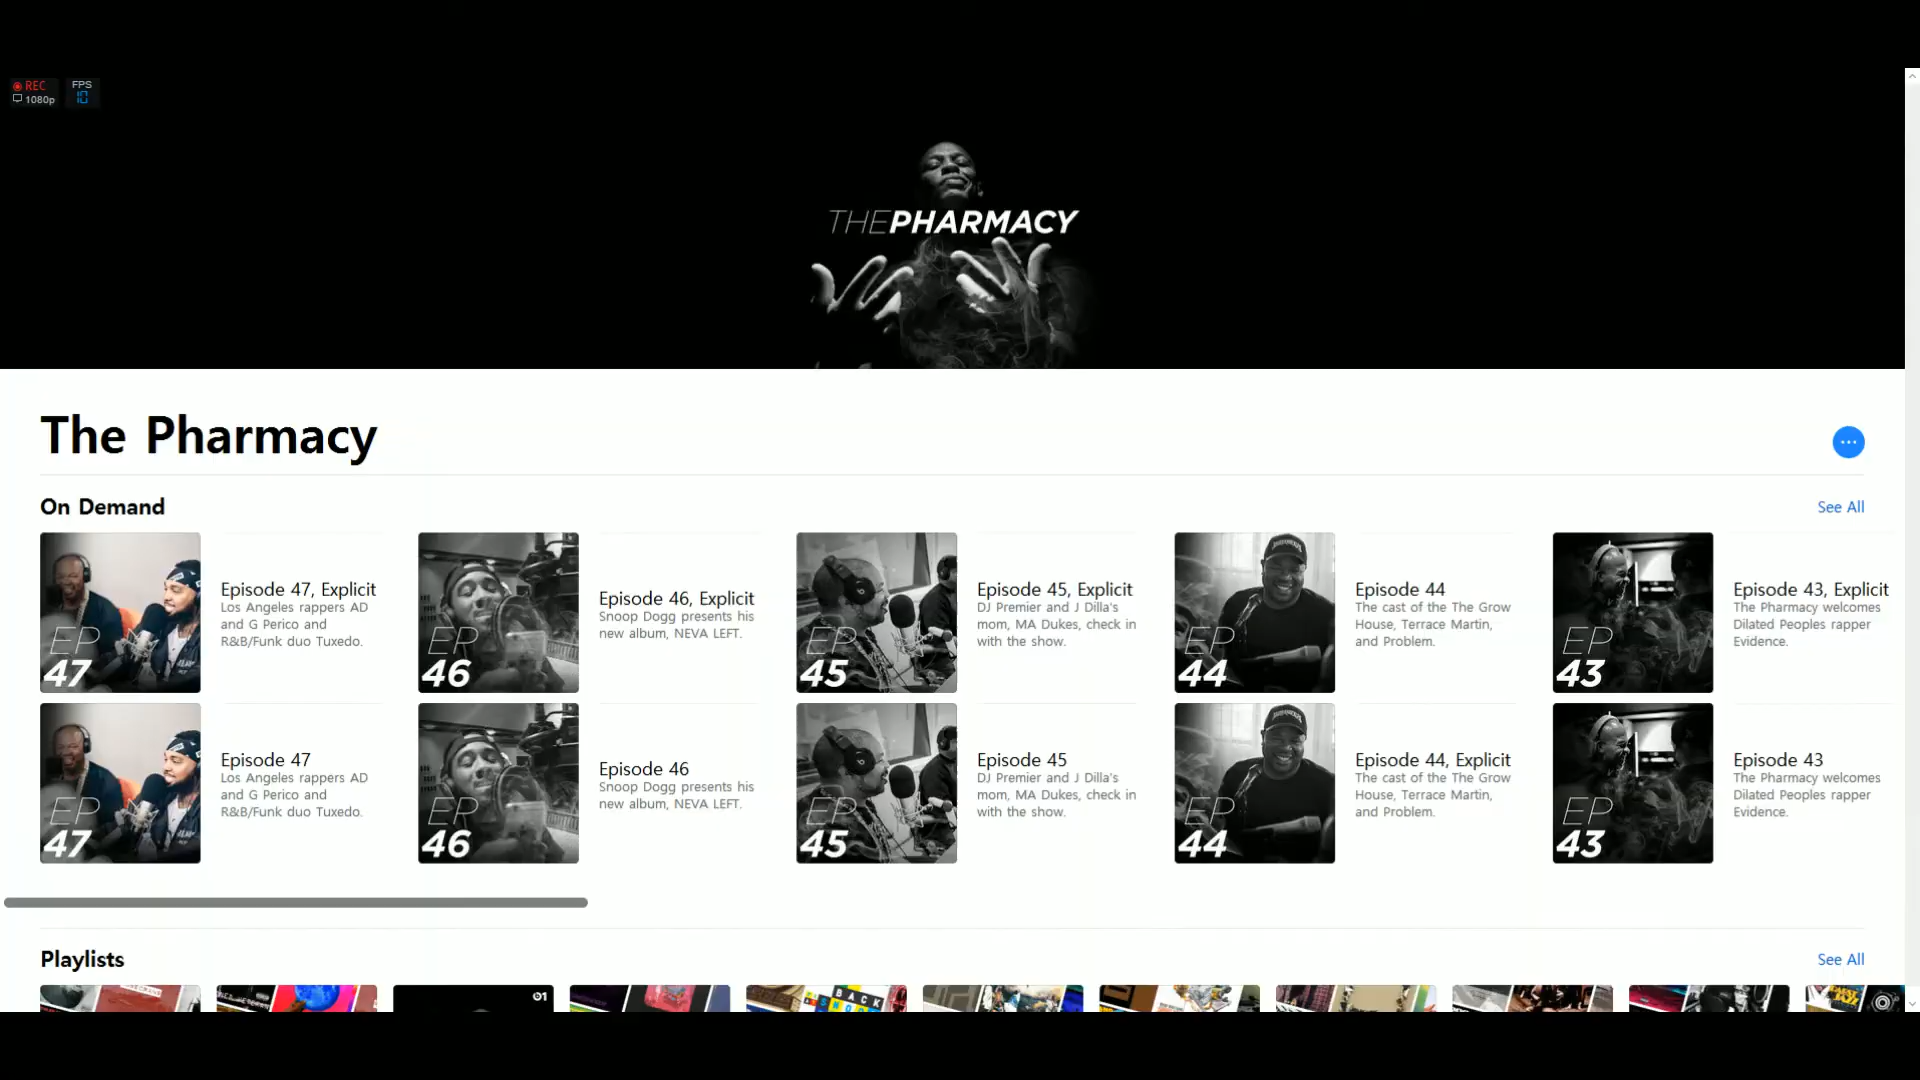 REC
1080p
FPS
10
THEPHARMACY
The Pharmacy
On Demand
See All
EP
47
Episode 47, Explicit
Los Angeles rappers AD
and G Perico and
R&B/Funk duo Tuxedo.
EP
46
Episode 46, Explicit
Snoop Dogg presents his
new album, NEVA LEFT.
EP
45
Episode 45, Explicit
DJ Premier and J Dilla's
mom, MA Dukes, check in
with the show.
EP
44
Episode 44
The cast of the The Grow
House, Terrace Martin,
and Problem.
EP
43
Episode 43, Explicit
The Pharmacy welcomes
Dilated Peoples rapper
Evidence.
EP
47
Episode 47
Los Angeles rappers AD
and G Perico and
R&B/Funk duo Tuxedo.
EP
46
Episode 46
Snoop Dogg presents his
new album, NEVA LEFT.
EP
45
Episode 45
DJ Premier and J Dilla's
mom, MA Dukes, check in
with the show.
EP
44
Episode 44, Explicit
The cast of the The Grow
House, Terrace Martin,
and Problem.
EP
43
Episode 43
The Pharmacy welcomes
Dilated Peoples rapper
Evidence.
Playlists
See All
1
BACK